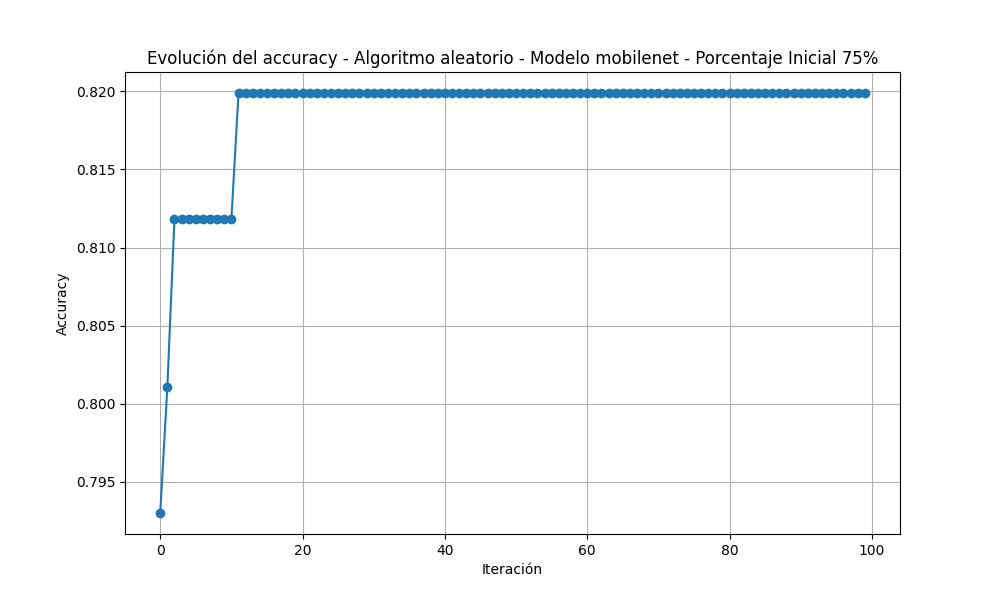 Evolución del accuracy - Algoritmo aleatorio - Modelo mobilenet - Porcentaje Inicial 75%
0.820
0.815
0.810
0.805
0.800
0.795
Accuracy
0 20 40 60 80 100
Iteración